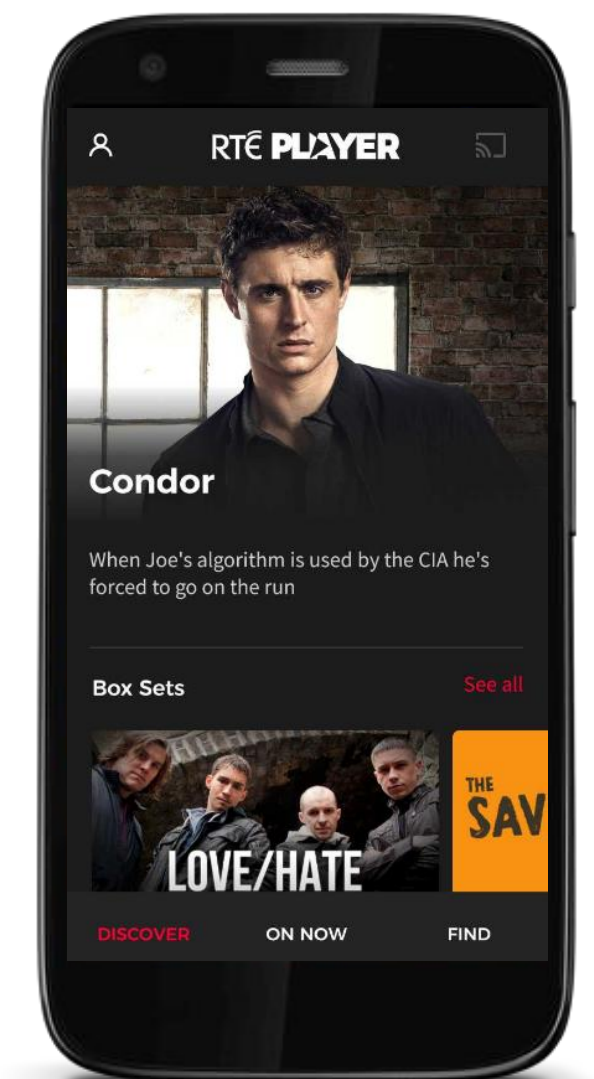 RTÉ PLAYER
Condor
When Joe's algorithm is used by the CIA he's
forced to go on the run
Box Sets
See all
LOVE/HATE
THE
SAV
DISCOVER
ON NOW
FIND